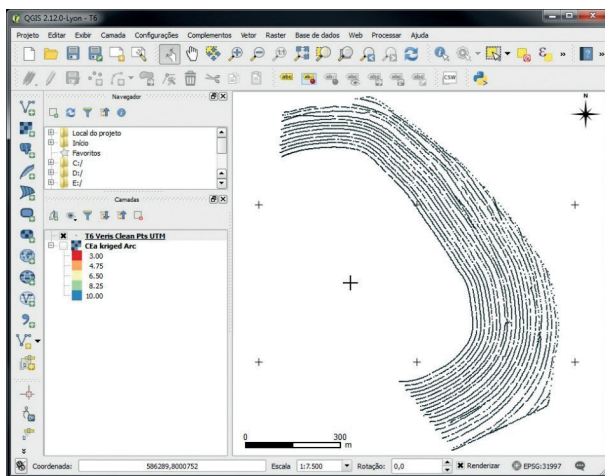 QGIS 2.12.0-Lyon - T6
Projeto Editar Exibir Camada Configurações Complementos Vetor Raster Base de dados Web Processar Ajuda
abc abc CSW
Navegador
Local do projeto
Início
Favoritos
C:/
D:/
E:/
Camadas
T6 Veris Clean Pts UTM
CEa kriged Arc
3.00
4.75
6.50
8.25
10.00
N
0 300
m
Coordenada: 586289,8000752 Escala 1:7.500 Rotação: 0,0 Renderizar EPSG:31997